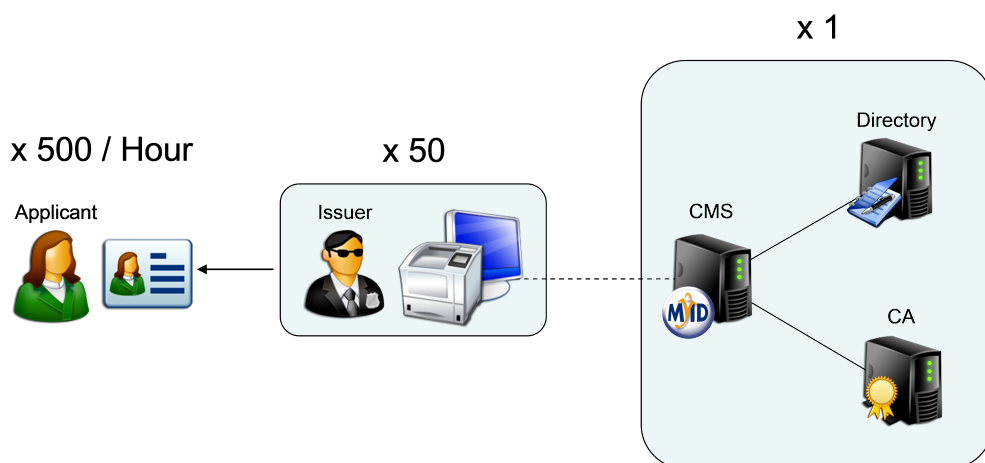 x 1
x 500 / Hour
x 50
Directory
Applicant
Issuer
CMS
MyID
CA